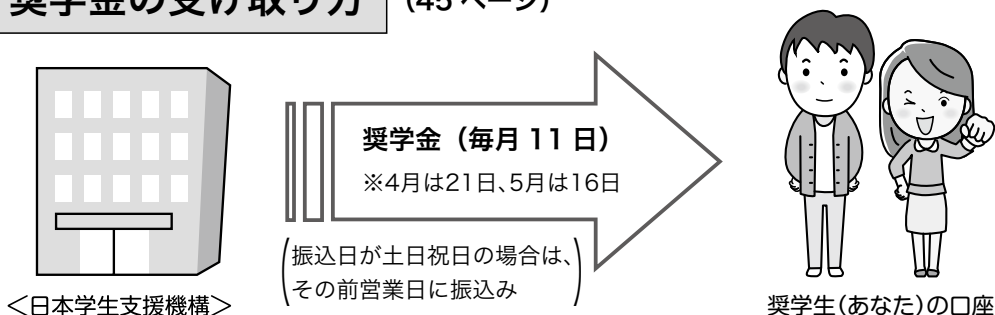 奨学金の受け取り方 (45 ページ)
奨学金（毎月 11 日）
※4月は21日、5月は16日
振込日が土日祝日の場合は、
その前営業日に振込み
＜日本学生支援機構＞
奨学生(あなた)の口座